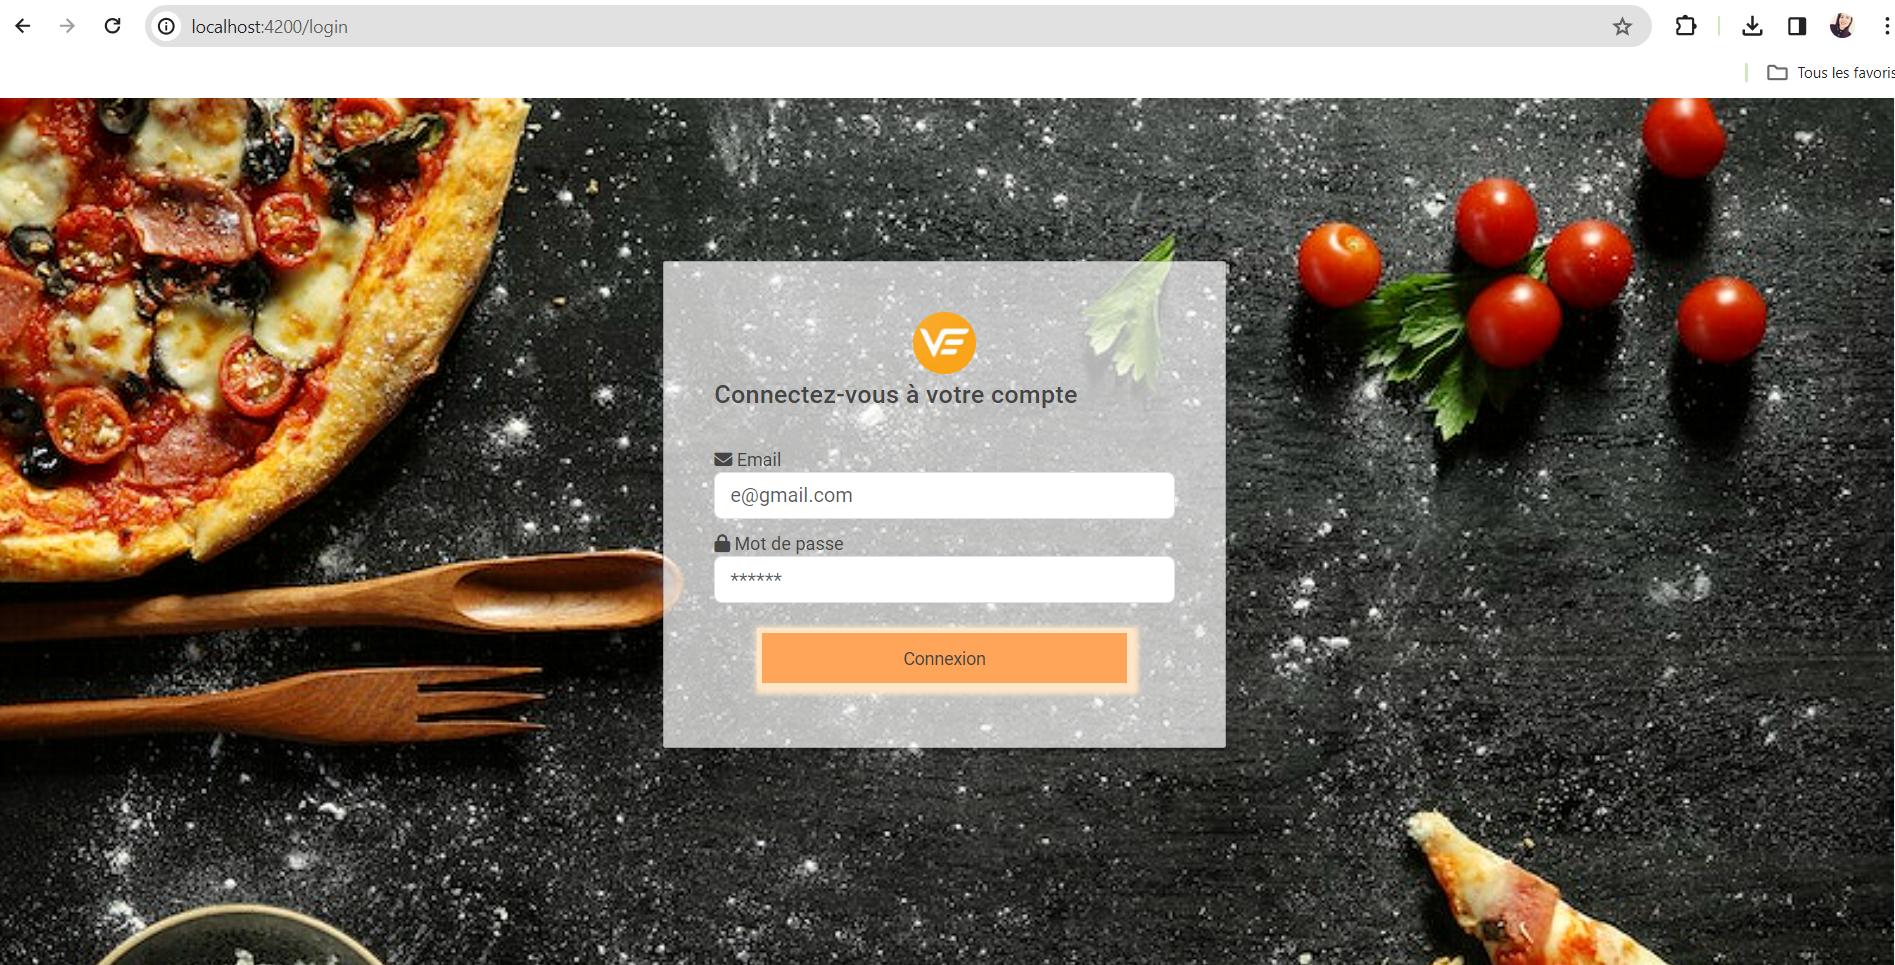 localhost:4200/login
Tous les favoris
VE
Connectez-vous à votre compte
Email
e@gmail.com
Mot de passe
******
Connexion